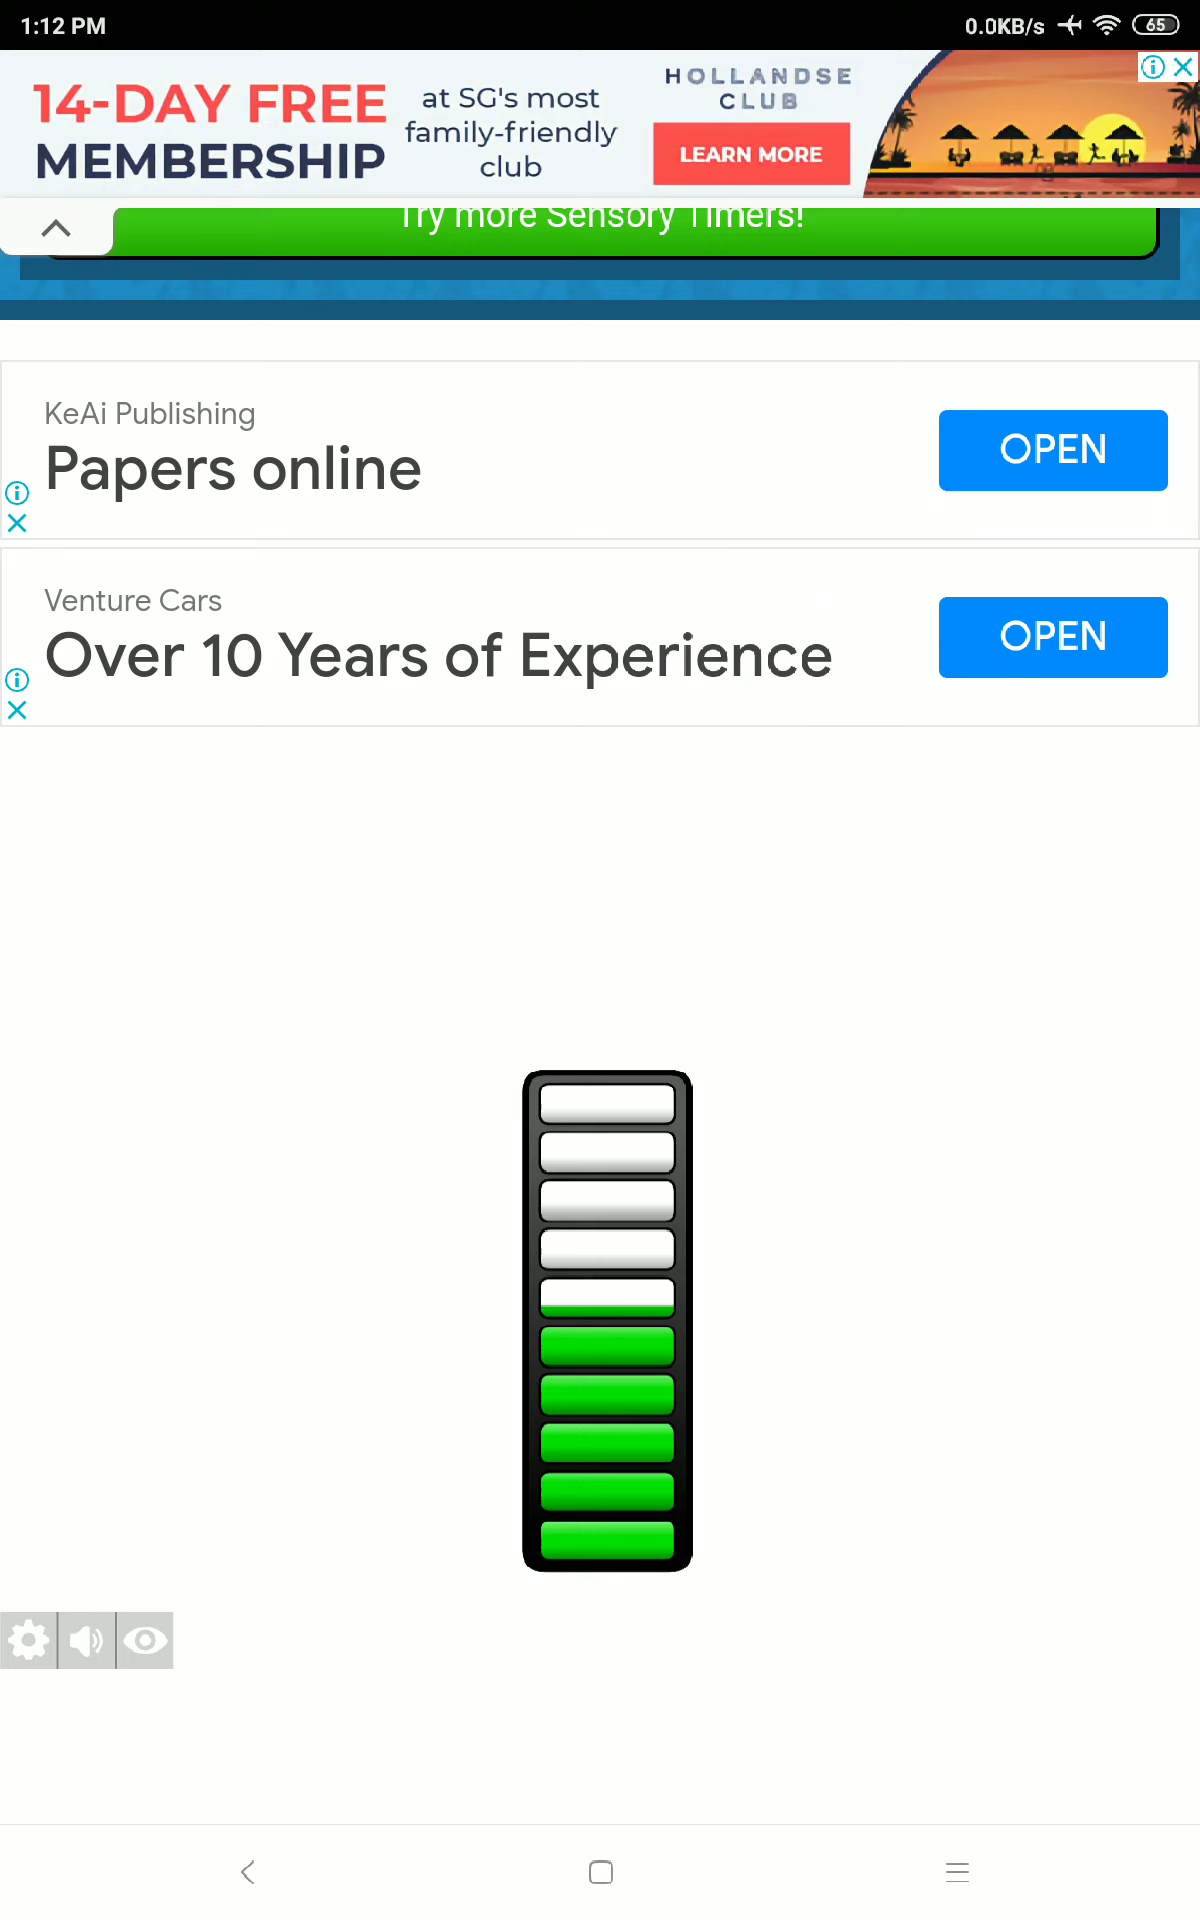 1:12 PM
0.0KB/s
65
14-DAY FREE
MEMBERSHIP
at SG's most
family-friendly
club
HOLLANDSE
CLUB
LEARN MORE
Try more Sensory Timers!
KeAi Publishing
Papers online
OPEN
Venture Cars
Over 10 Years of Experience
OPEN